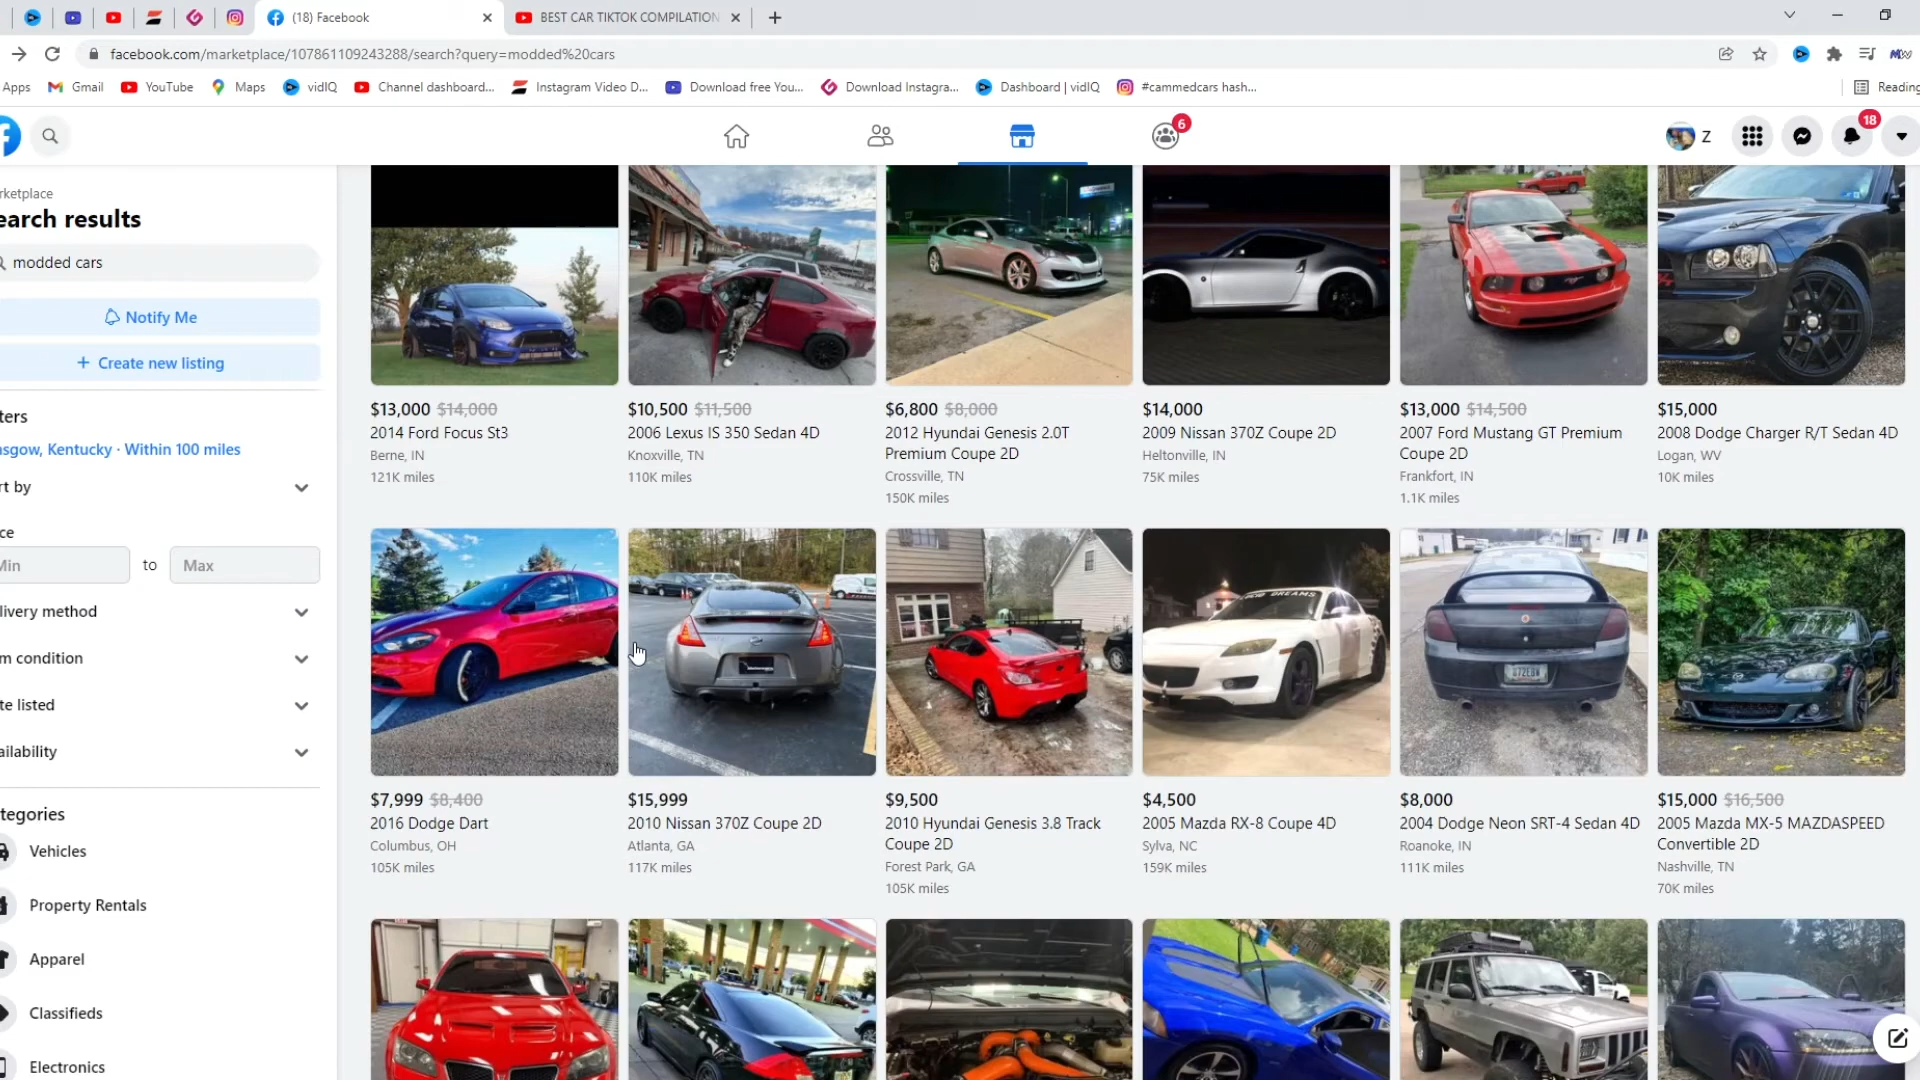 (18) Facebook
BEST CAR TIKTOK COMPILATION
facebook.com/marketplace/107861109243288/search?query=modded%20cars
Apps
Gmail
YouTube
Maps
vidIQ
Channel dashboard...
Instagram Video D...
Download free You...
Download Instagra...
Dashboard | vidIQ
#cammedcars hash...
Reading
6
Z
18
rketplace
earch results
modded cars
Notify Me
+ Create new listing
ters
sgow, Kentucky · Within 100 miles
rt by
ce
Min
to
Max
livery method
m condition
te listed
ailability
tegories
Vehicles
Property Rentals
Apparel
Classifieds
Electronics
$13,000 $14,000
2014 Ford Focus St3
Berne, IN
121K miles
$10,500 $11,500
2006 Lexus IS 350 Sedan 4D
Knoxville, TN
110K miles
$6,800 $8,000
2012 Hyundai Genesis 2.0T
Premium Coupe 2D
Crossville, TN
150K miles
$14,000
2009 Nissan 370Z Coupe 2D
Heltonville, IN
75K miles
$13,000 $14,500
2007 Ford Mustang GT Premium
Coupe 2D
Frankfort, IN
1.1K miles
$15,000
2008 Dodge Charger R/T Sedan 4D
Logan, WV
10K miles
$7,999 $8,400
2016 Dodge Dart
Columbus, OH
105K miles
$15,999
2010 Nissan 370Z Coupe 2D
Atlanta, GA
117K miles
$9,500
2010 Hyundai Genesis 3.8 Track
Coupe 2D
Forest Park, GA
105K miles
DREAMS
$4,500
2005 Mazda RX-8 Coupe 4D
Sylva, NC
159K miles
$8,000
2004 Dodge Neon SRT-4 Sedan 4D
Roanoke, IN
111K miles
$15,000 $16,500
2005 Mazda MX-5 MAZDASPEED
Convertible 2D
Nashville, TN
70K miles